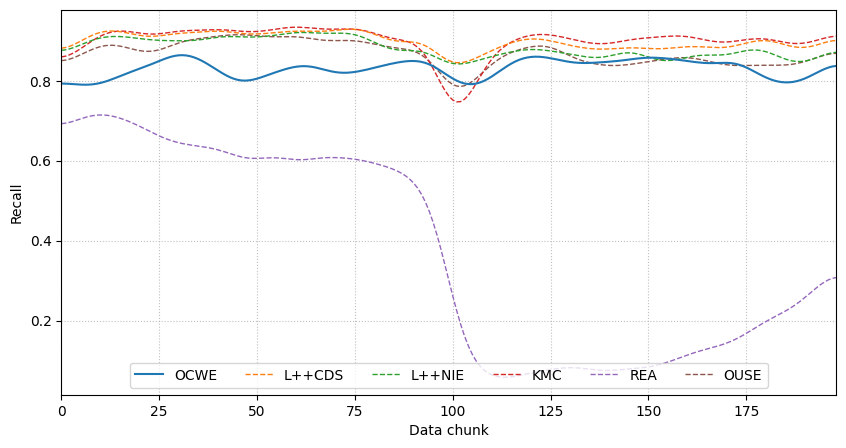 Recall
0.8
0.6
0.4
0.2
OCWE L++CDS L++NIE KMC REA OUSE
0 25 50 75 100 125 150 175
Data chunk